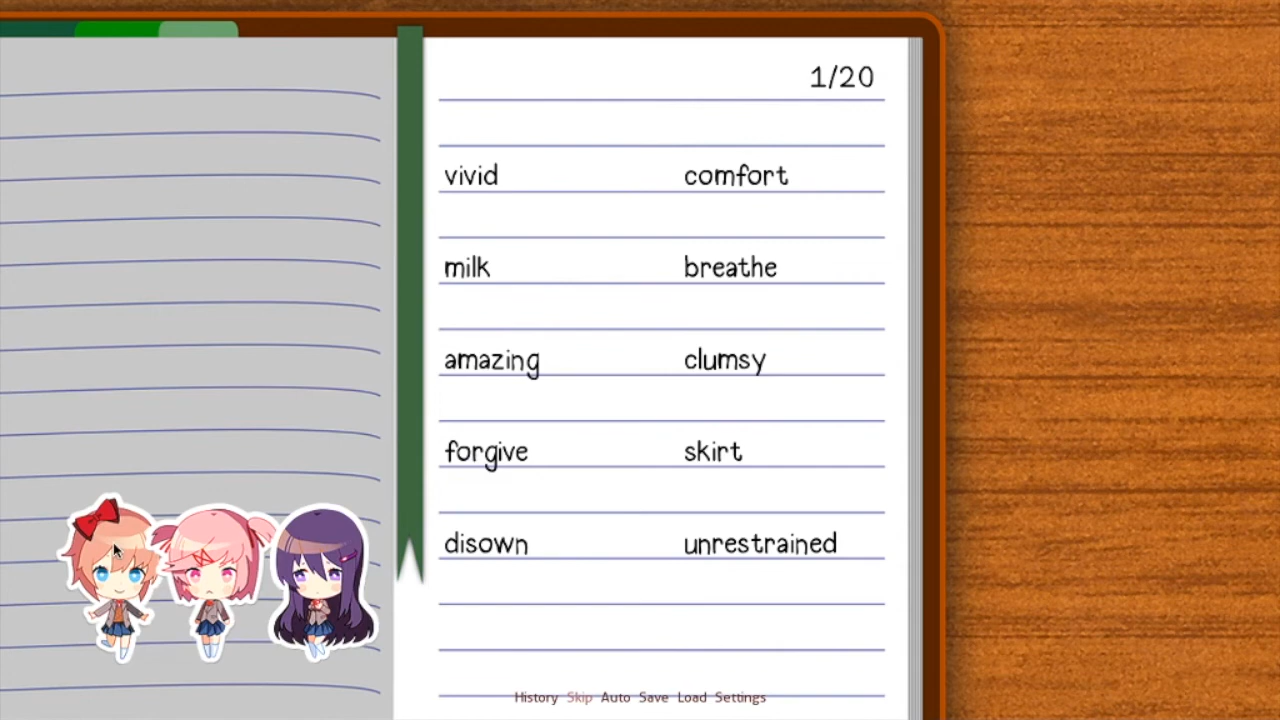 1/20
vivid comfort
milk breathe
amazing clumsy
forgive skirt
disown unrestrained
History Skip Auto Save Load Settings